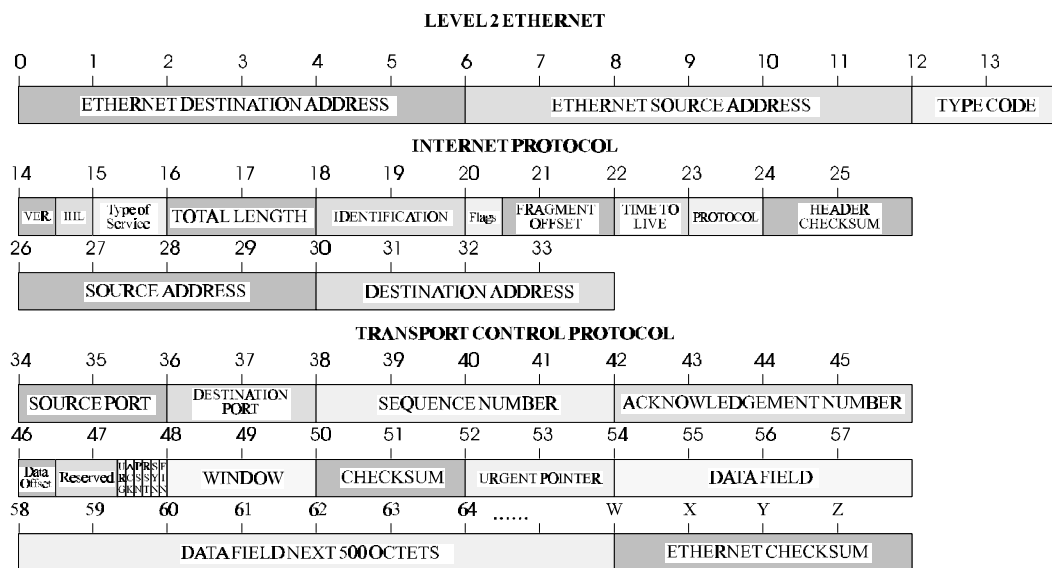 LEVEL 2 ETHERNET
0 1 2 3 4 5 6 7 8 9 10 11 12 13
ETHERNET DESTINATION ADDRESS ETHERNET SOURCE ADDRESS TYPE CODE
INTERNET PROTOCOL
14 15 16 17 18 19 20 21 22 23 24 25
VER. IHL Type of Service TOTAL LENGTH IDENTIFICATION Flags FRAGMENT OFFSET TIME TO LIVE PROTOCOL HEADER CHECKSUM
26 27 28 29 30 31 32 33
SOURCE ADDRESS DESTINATION ADDRESS
TRANSPORT CONTROL PROTOCOL
34 35 36 37 38 39 40 41 42 43 44 45
SOURCE PORT DESTINATION PORT SEQUENCE NUMBER ACKNOWLEDGEMENT NUMBER
46 47 48 49 50 51 52 53 54 55 56 57
Data Offset Reserved URG ACK PSN RST SYN FIN WINDOW CHECKSUM URGENT POINTER DATA FIELD
58 59 60 61 62 63 64 ...... W X Y Z
DATA FIELD NEXT 500 OCTETS ETHERNET CHECKSUM